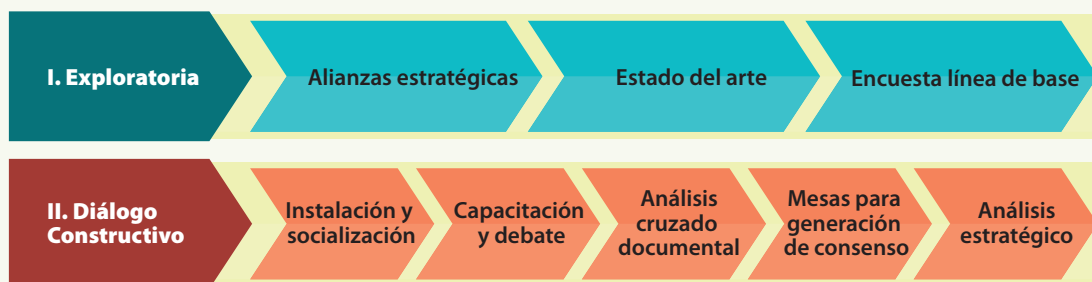 I. Exploratoria
Alianzas estratégicas
Estado del arte
Encuesta línea de base
II. Diálogo
Constructivo
Instalación y
socialización
Capacitación
y debate
Análisis
cruzado
documental
Mesas para
generación
de consenso
Análisis
estratégico